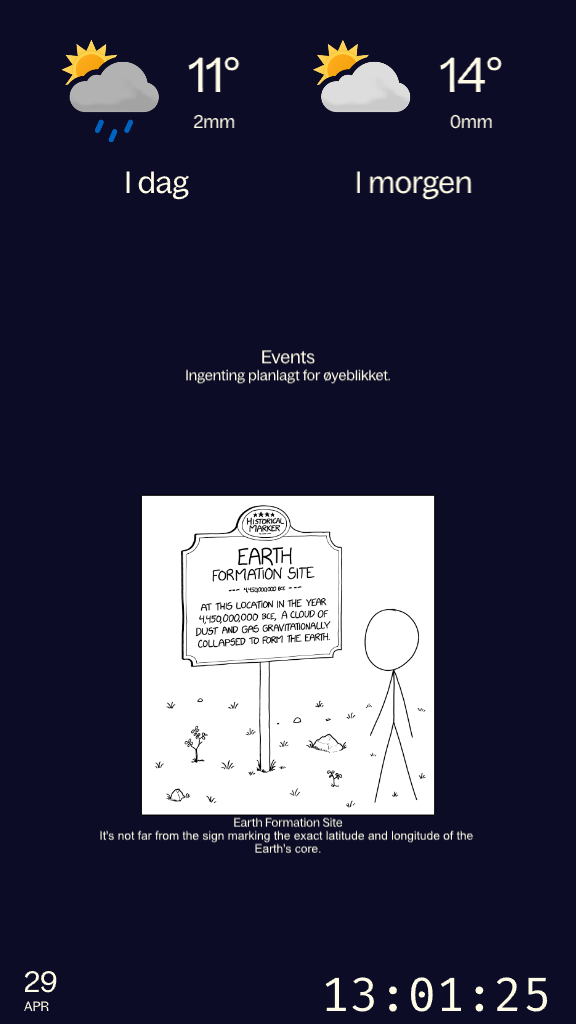 11°
2mm
I dag
14°
0mm
I morgen
Events
Ingenting planlagt for øyeblikket.
HISTORICAL
MARKER
EARTH
FORMATION SITE
--- 4,450,000,000 BCE ---
AT THIS LOCATION IN THE YEAR
4,450,000,000 BCE, A CLOUD OF
DUST AND GAS GRAVITATIONALLY
COLLAPSED TO FORM THE EARTH.
Earth Formation Site
It's not far from the sign marking the exact latitude and longitude of the
Earth's core.
29
APR
13:01:25